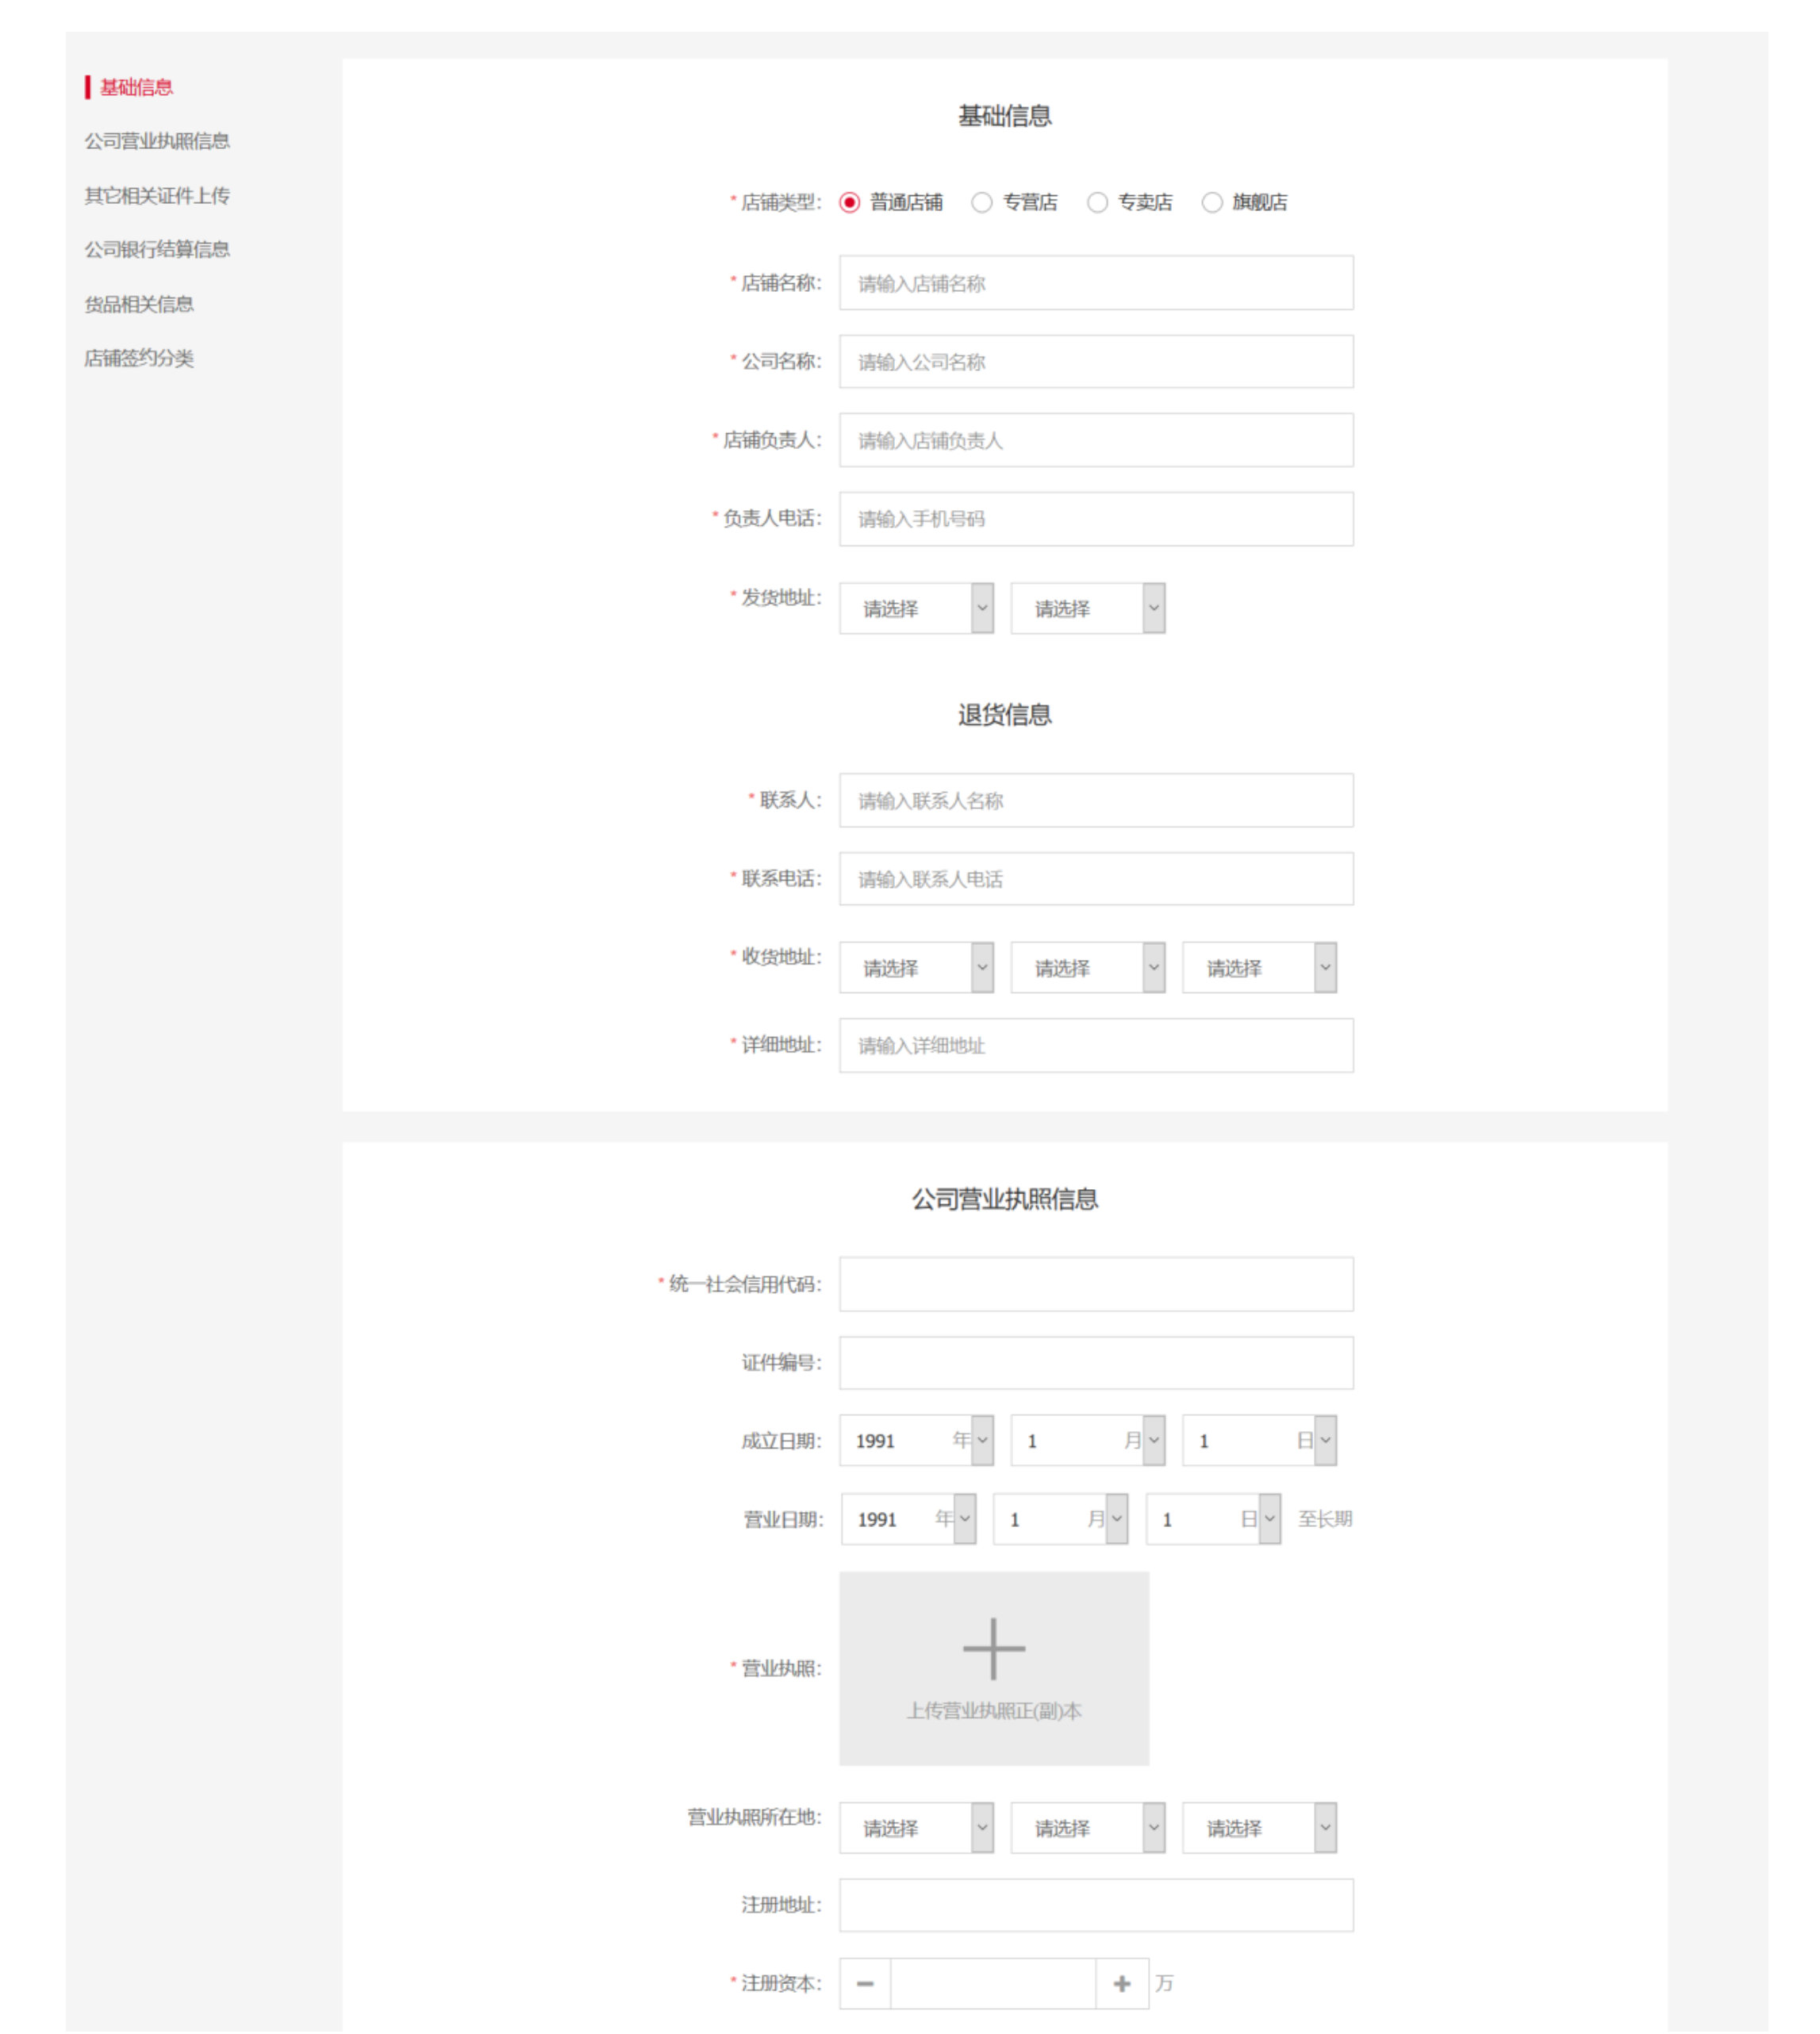 基础信息
公司营业执照信息
其它相关证件上传
公司银行结算信息
货品相关信息
店铺签约分类
基础信息
* 店铺类型： 普通店铺 专营店 专卖店 旗舰店
* 店铺名称： 请输入店铺名称
* 公司名称： 请输入公司名称
* 店铺负责人： 请输入店铺负责人
* 负责人电话： 请输入手机号码
* 发货地址： 请选择 请选择
退货信息
* 联系人： 请输入联系人名称
* 联系电话： 请输入联系人电话
* 收货地址： 请选择 请选择 请选择
* 详细地址： 请输入详细地址
公司营业执照信息
* 统一社会信用代码：
证件编号：
成立日期： 1991 年 1 月 1 日
营业日期： 1991 年 1 月 1 日 至长期
* 营业执照：
上传营业执照正(副)本
营业执照所在地： 请选择 请选择 请选择
注册地址：
* 注册资本： 万